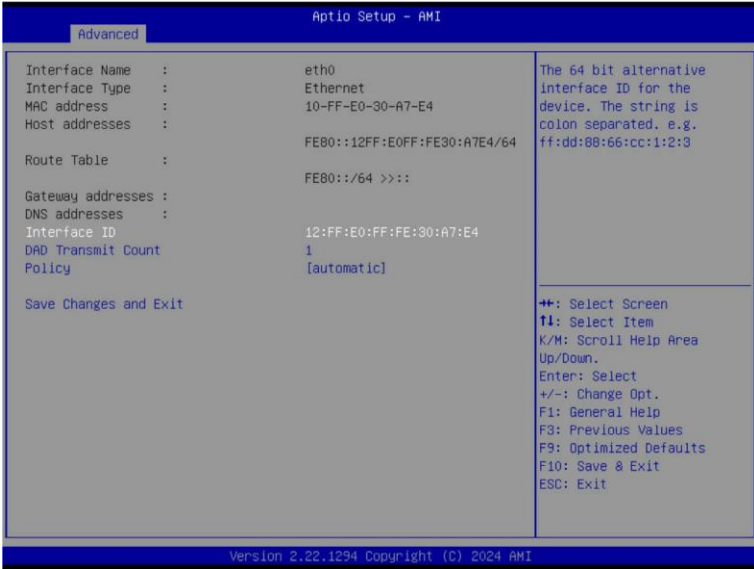 Aptio Setup – AMI
Advanced
Interface Name :
eth0
Interface Type :
Ethernet
MAC address :
10-FF-E0-30-A7-E4
Host addresses :
FE80::12FF:E0FF:FE30:A7E4/64
Route Table :
FE80::/64 >>::
Gateway addresses :
DNS addresses :
Interface ID
12:FF:E0:FF:FE:30:A7:E4
DAD Transmit Count
1
Policy
[automatic]
Save Changes and Exit
The 64 bit alternative
interface ID for the
device. The string is
colon separated. e.g.
ff:dd:88:66:cc:1:2:3
→←: Select Screen
↑↓: Select Item
K/M: Scroll Help Area
Up/Down.
Enter: Select
+/-: Change Opt.
F1: General Help
F3: Previous Values
F9: Optimized Defaults
F10: Save & Exit
ESC: Exit
Version 2.22.1294 Copyright (C) 2024 AMI